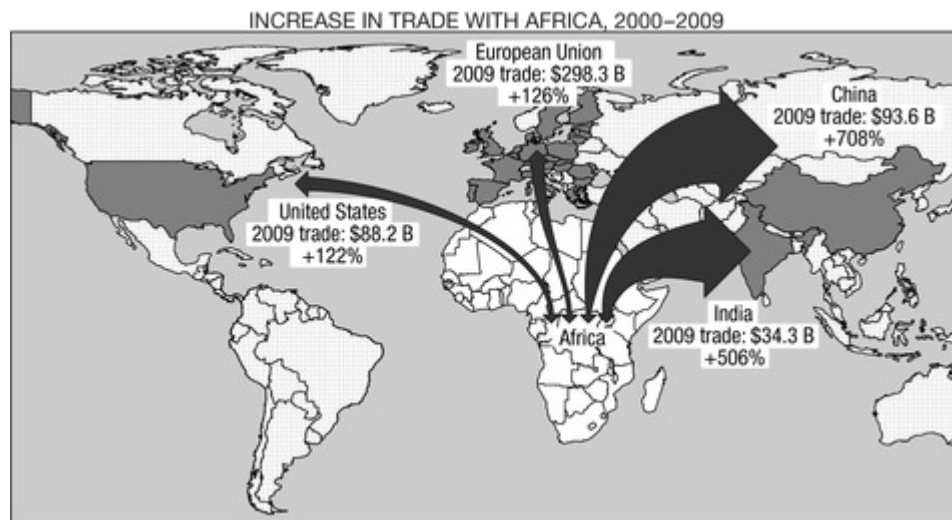 INCREASE IN TRADE WITH AFRICA, 2000–2009
European Union
2009 trade: $298.3 B
+126%
China
2009 trade: $93.6 B
+708%
United States
2009 trade: $88.2 B
+122%
India
2009 trade: $34.3 B
+506%
Africa